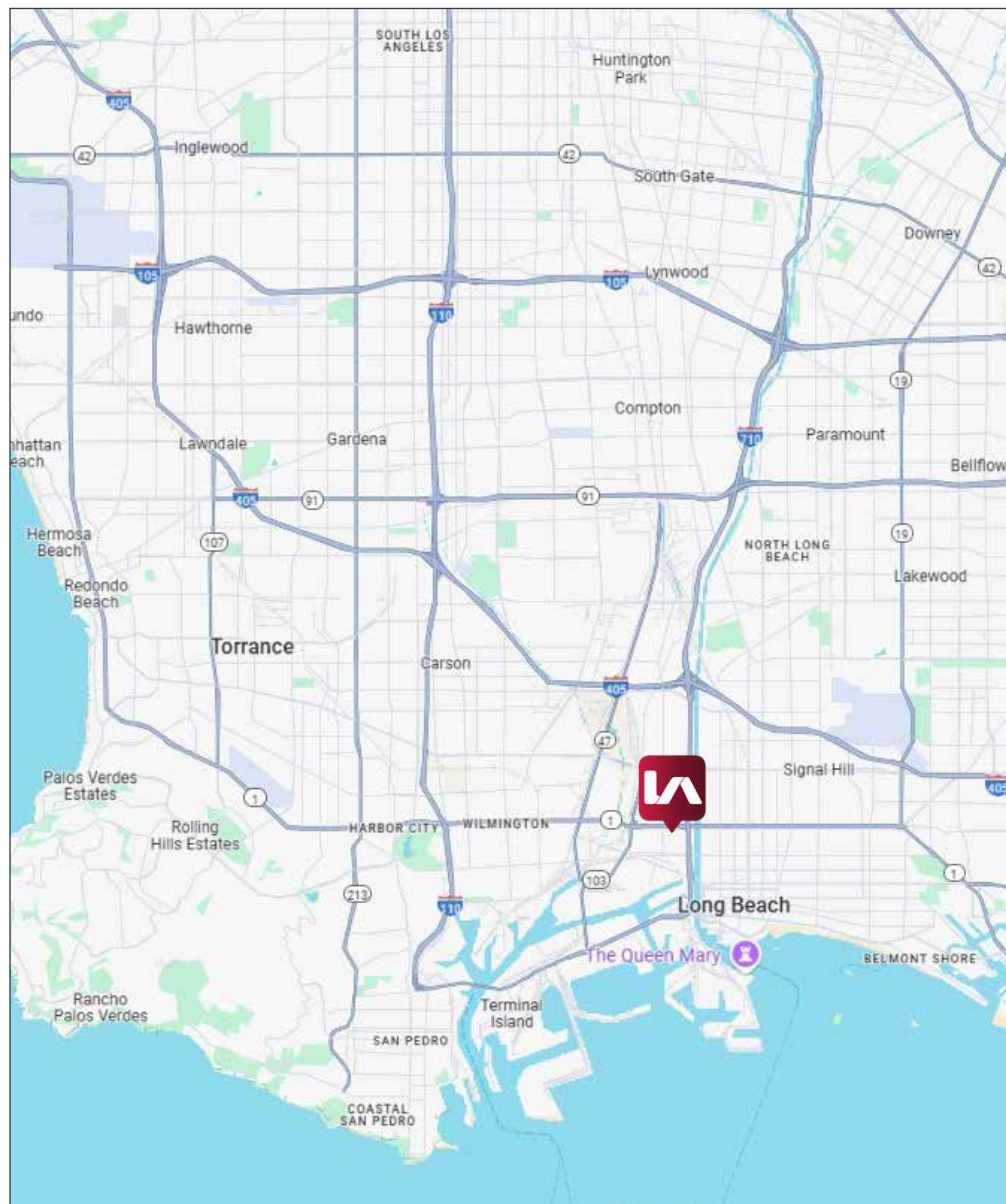 SOUTH LOS
ANGELES
Huntington
Park
405
42
Inglewood
42
South Gate
Downey
42
105
105
Lynwood
110
undo
Hawthorne
19
Compton
710
Paramount
nhattan
each
Lawndale
Gardena
Bellflow
405
91
91
107
Hermosa
Beach
19
NORTH LONG
BEACH
Lakewood
Redondo
Beach
Torrance
Carson
405
47
Signal Hill
405
Palos Verdes
Estates
1
Rolling
Hills Estates
HARBOR CITY
WILMINGTON
1
1
103
213
110
Long Beach
The Queen Mary
BELMONT SHORE
Rancho
Palos Verdes
Terminal
Island
SAN PEDRO
COASTAL
SAN PEDRO